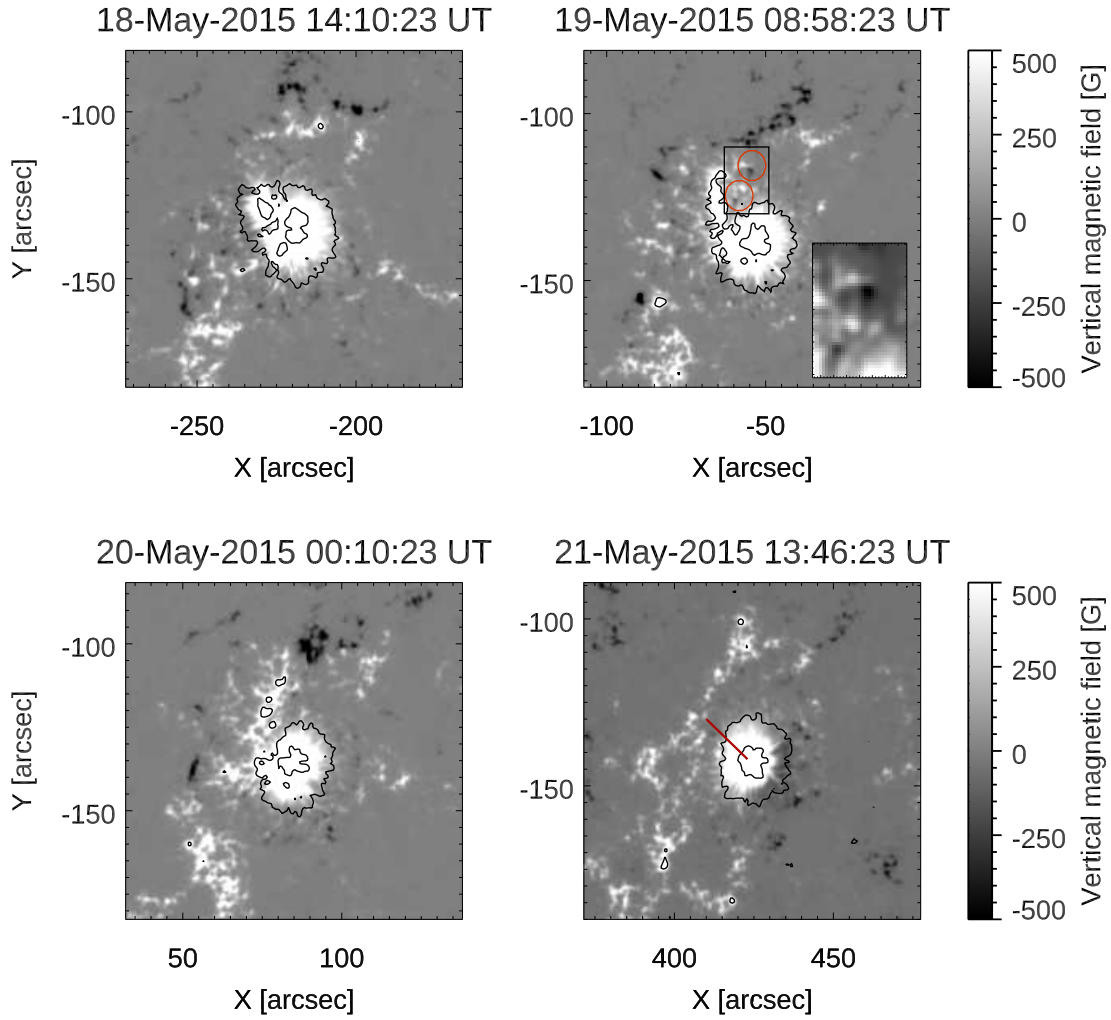 18-May-2015 14:10:23 UT
19-May-2015 08:58:23 UT
Y [arcsec]
-100
-150
-250
-200
X [arcsec]
-100
-150
-100
-50
X [arcsec]
500
250
0
-250
-500
Vertical magnetic field [G]
20-May-2015 00:10:23 UT
21-May-2015 13:46:23 UT
Y [arcsec]
-100
-150
50
100
X [arcsec]
-100
-150
400
450
X [arcsec]
500
250
0
-250
-500
Vertical magnetic field [G]